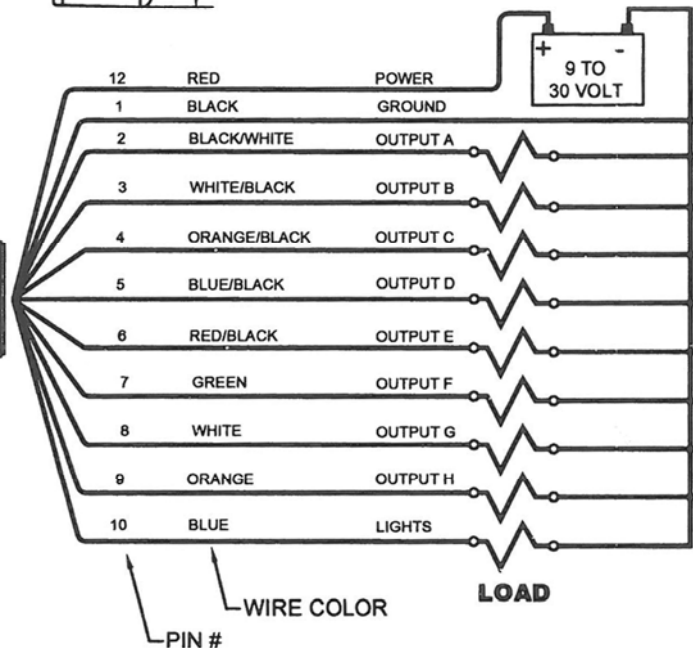 + -
9 TO
30 VOLT
12 RED POWER
1 BLACK GROUND
2 BLACK/WHITE OUTPUT A
3 WHITE/BLACK OUTPUT B
4 ORANGE/BLACK OUTPUT C
5 BLUE/BLACK OUTPUT D
6 RED/BLACK OUTPUT E
7 GREEN OUTPUT F
8 WHITE OUTPUT G
9 ORANGE OUTPUT H
10 BLUE LIGHTS
LOAD
WIRE COLOR
PIN #